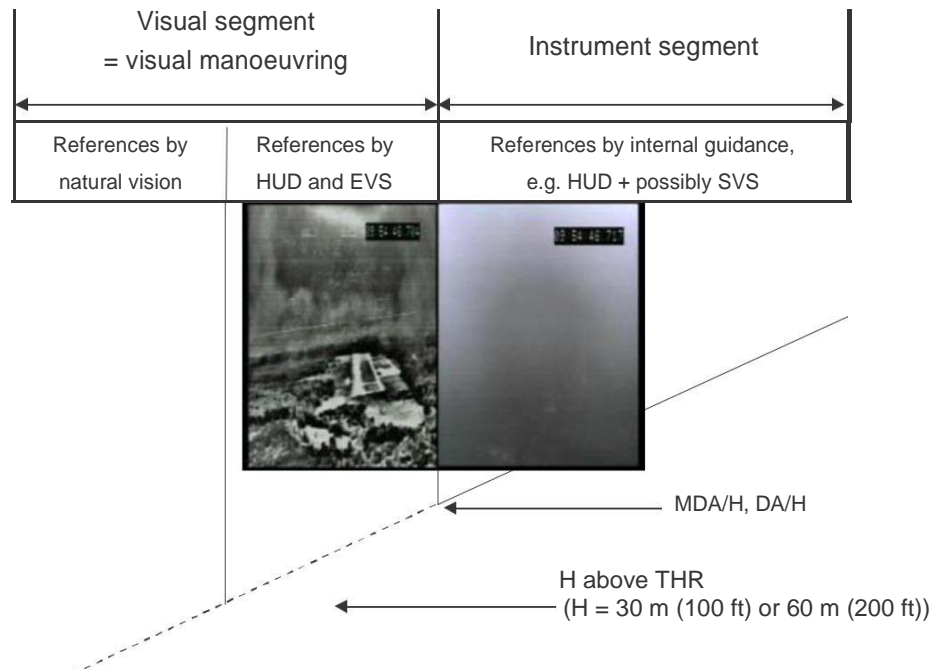 Visual segment
= visual manoeuvring
Instrument segment
References by
natural vision
References by
HUD and EVS
References by internal guidance,
e.g. HUD + possibly SVS
MDA/H, DA/H
H above THR
(H = 30 m (100 ft) or 60 m (200 ft))